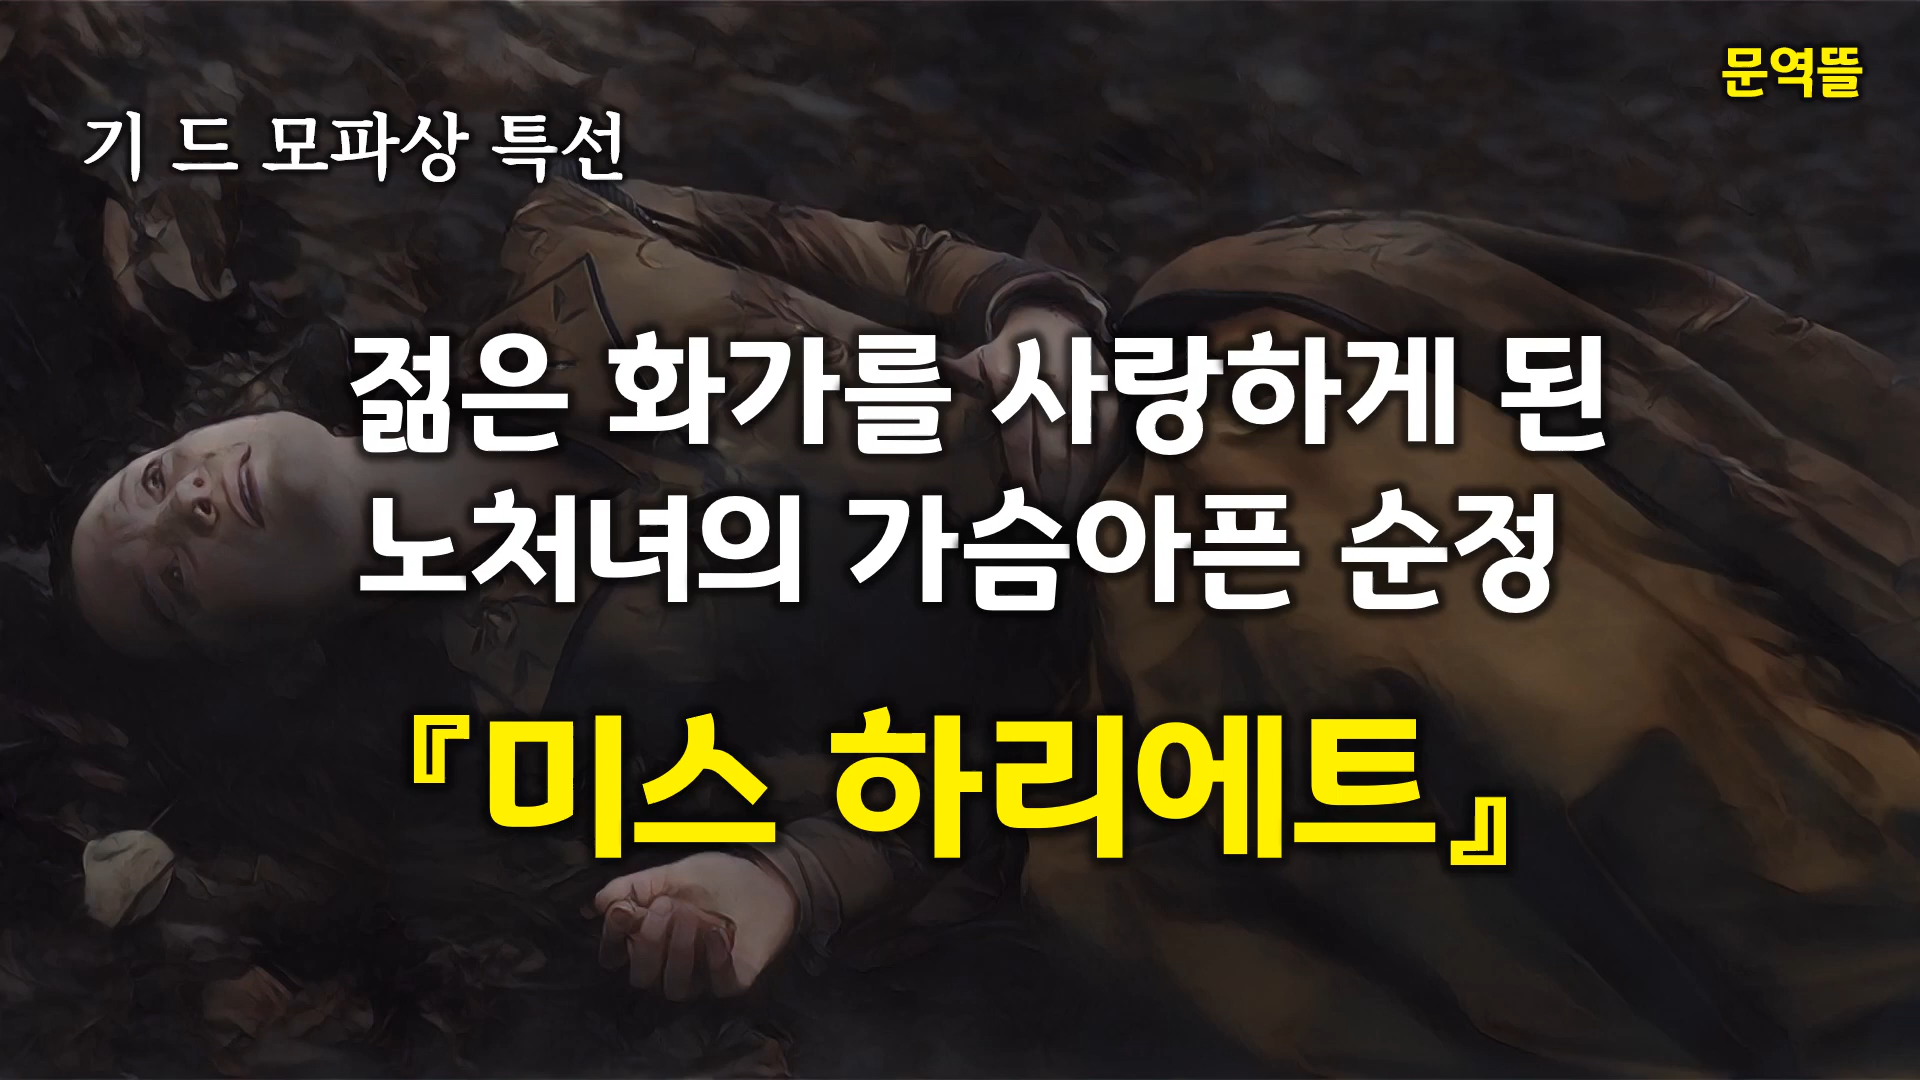 문역뜰
기 드 모파상 특선
젊은 화가를 사랑하게 된
노처녀의 가슴아픈 순정
『미스 하리에트』